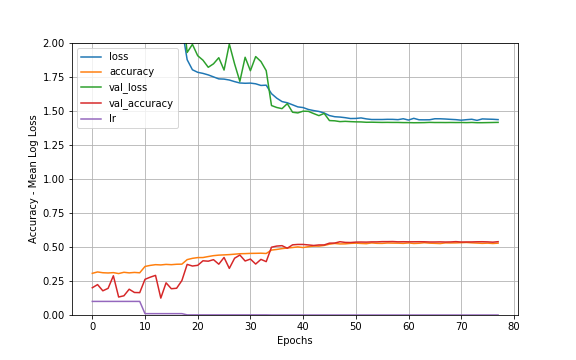 2.00
1.75
1.50
1.25
1.00
0.75
0.50
0.25
0.00
Accuracy - Mean Log Loss
loss
accuracy
val_loss
val_accuracy
lr
0 10 20 30 40 50 60 70 80
Epochs